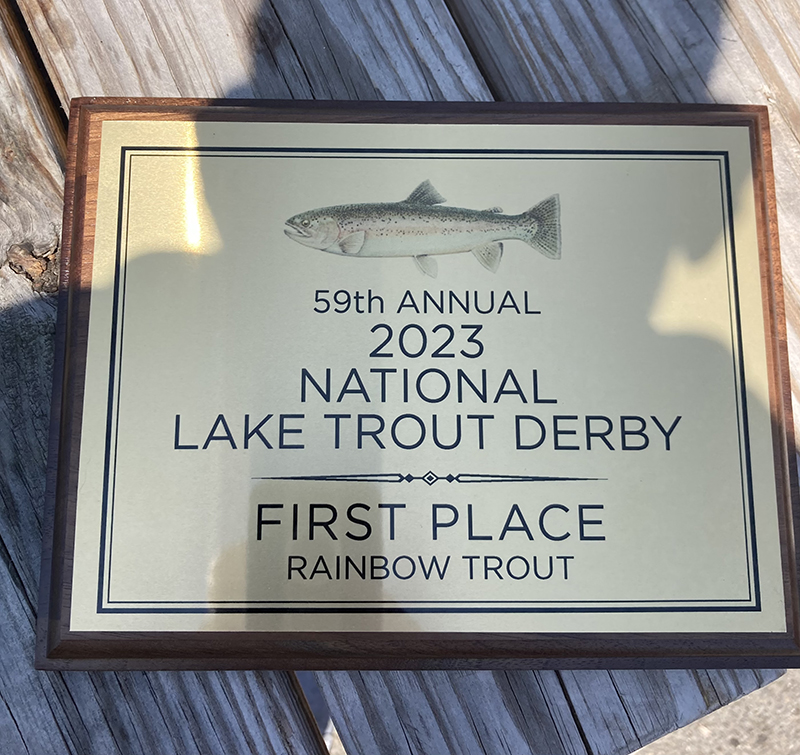 59th ANNUAL
2023
NATIONAL
LAKE TROUT DERBY
FIRST PLACE
RAINBOW TROUT